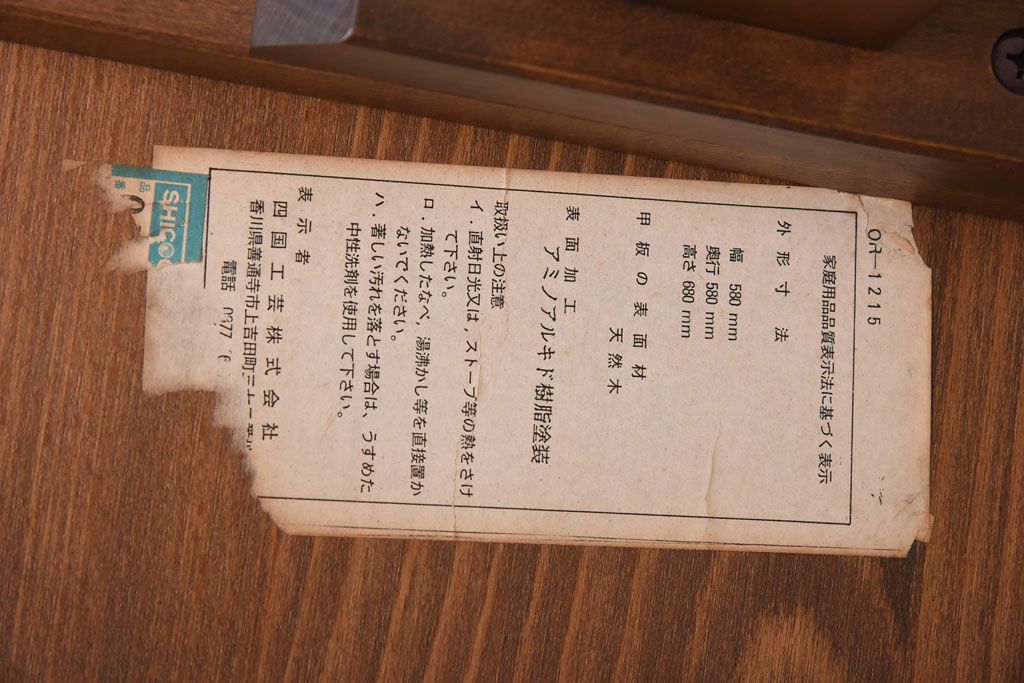 OR-1215
家庭用品品質表示法に基づく表示
外形寸法
幅 580 mm
奥行 580 mm
高さ 680 mm
甲板の表面材
天然木
表面加工
アミノアルキド樹脂塗装
取扱い上の注意
イ．直射日光又は，ストーブ等の熱をさけ
て下さい。
ロ．加熱したなべ，湯沸かし等を直接置か
ないでください。
ハ．著しい汚れを落とす場合は、うすめた
中性洗剤を使用して下さい。
表示者
四国工芸株式会社
香川県善通寺市上吉田町
電話 0877
SHICO
品番